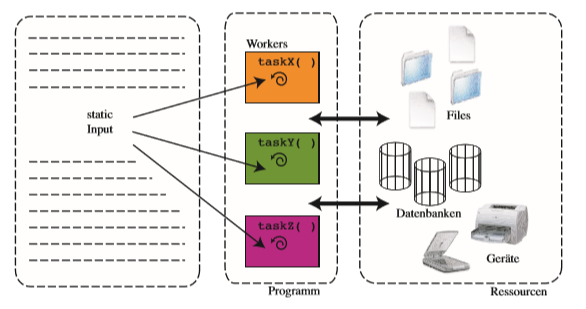 static
Input
Workers
taskX( )
taskY( )
taskZ( )
Programm
Files
Datenbanken
Geräte
Ressourcen